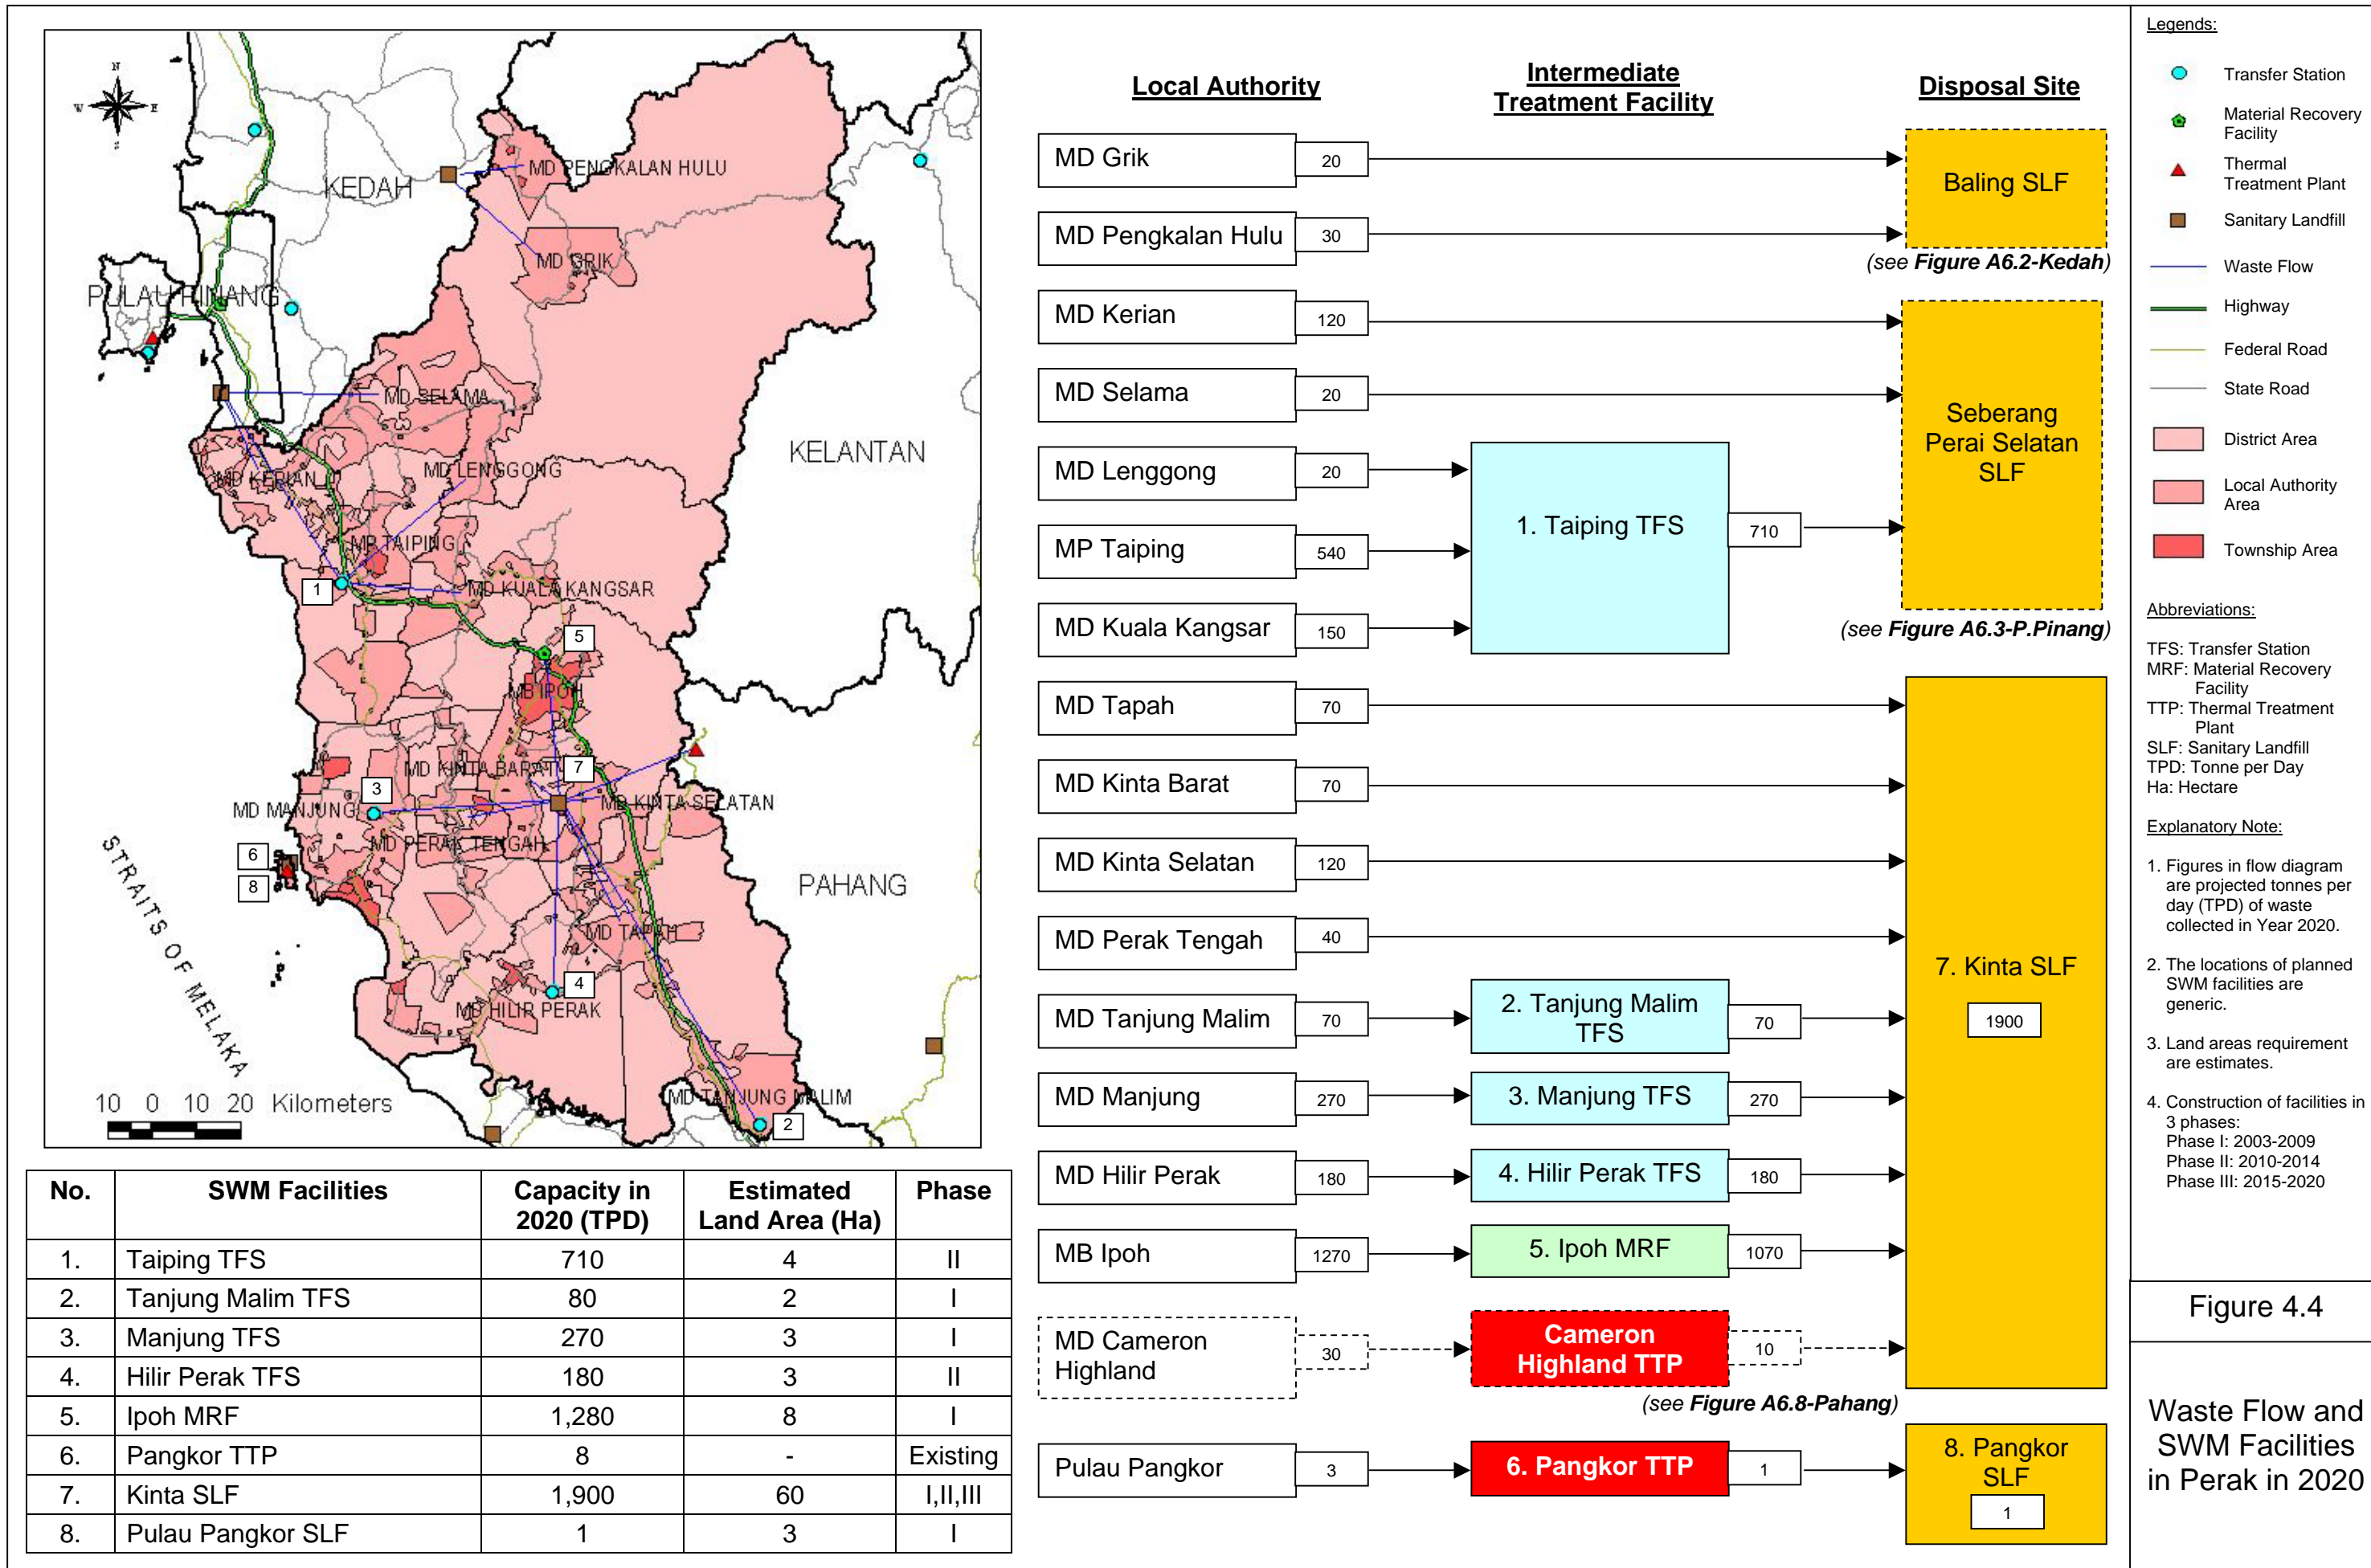 N
W
E
S
KEDAH
MD PENGKALAN HULU
MD GRIK
PULAU PINANG
MD SELAMA
KELANTAN
MD LENGGONG
MD KERIAN
MP TAIPING
1
MD KUALA KANGSAR
5
MB IPOH
MD KINTA BARAT
7
3
MD MANJUNG
MD KINTA SELATAN
MD PERAK TENGAH
6
8
PAHANG
STRAITS OF MELAKA
MD TAPAH
4
MD HILIR PERAK
MD TANJUNG MALIM
2
10 0 10 20 Kilometers
No. SWM Facilities Capacity in 2020 (TPD) Estimated Land Area (Ha) Phase
1. Taiping TFS 710 4 II
2. Tanjung Malim TFS 80 2 I
3. Manjung TFS 270 3 I
4. Hilir Perak TFS 180 3 II
5. Ipoh MRF 1,280 8 I
6. Pangkor TTP 8 - Existing
7. Kinta SLF 1,900 60 I,II,III
8. Pulau Pangkor SLF 1 3 I
Local Authority
Intermediate
Treatment Facility
Disposal Site
MD Grik 20
Baling SLF
MD Pengkalan Hulu 30
(see Figure A6.2-Kedah)
MD Kerian 120
MD Selama 20
Seberang
Perai Selatan
SLF
MD Lenggong 20
MP Taiping 540
1. Taiping TFS 710
MD Kuala Kangsar 150
(see Figure A6.3-P.Pinang)
MD Tapah 70
MD Kinta Barat 70
MD Kinta Selatan 120
MD Perak Tengah 40
7. Kinta SLF
1900
MD Tanjung Malim 70
2. Tanjung Malim
TFS
70
MD Manjung 270 3. Manjung TFS 270
MD Hilir Perak 180 4. Hilir Perak TFS 180
MB Ipoh 1270 5. Ipoh MRF 1070
MD Cameron
Highland
30
Cameron
Highland TTP
10
(see Figure A6.8-Pahang)
Pulau Pangkor 3 6. Pangkor TTP 1
8. Pangkor
SLF
1
Legends:
Transfer Station
Material Recovery
Facility
Thermal
Treatment Plant
Sanitary Landfill
Waste Flow
Highway
Federal Road
State Road
District Area
Local Authority
Area
Township Area
Abbreviations:
TFS: Transfer Station
MRF: Material Recovery
Facility
TTP: Thermal Treatment
Plant
SLF: Sanitary Landfill
TPD: Tonne per Day
Ha: Hectare
Explanatory Note:
1. Figures in flow diagram
are projected tonnes per
day (TPD) of waste
collected in Year 2020.
2. The locations of planned
SWM facilities are
generic.
3. Land areas requirement
are estimates.
4. Construction of facilities in
3 phases:
Phase I: 2003-2009
Phase II: 2010-2014
Phase III: 2015-2020
Figure 4.4
Waste Flow and
SWM Facilities
in Perak in 2020